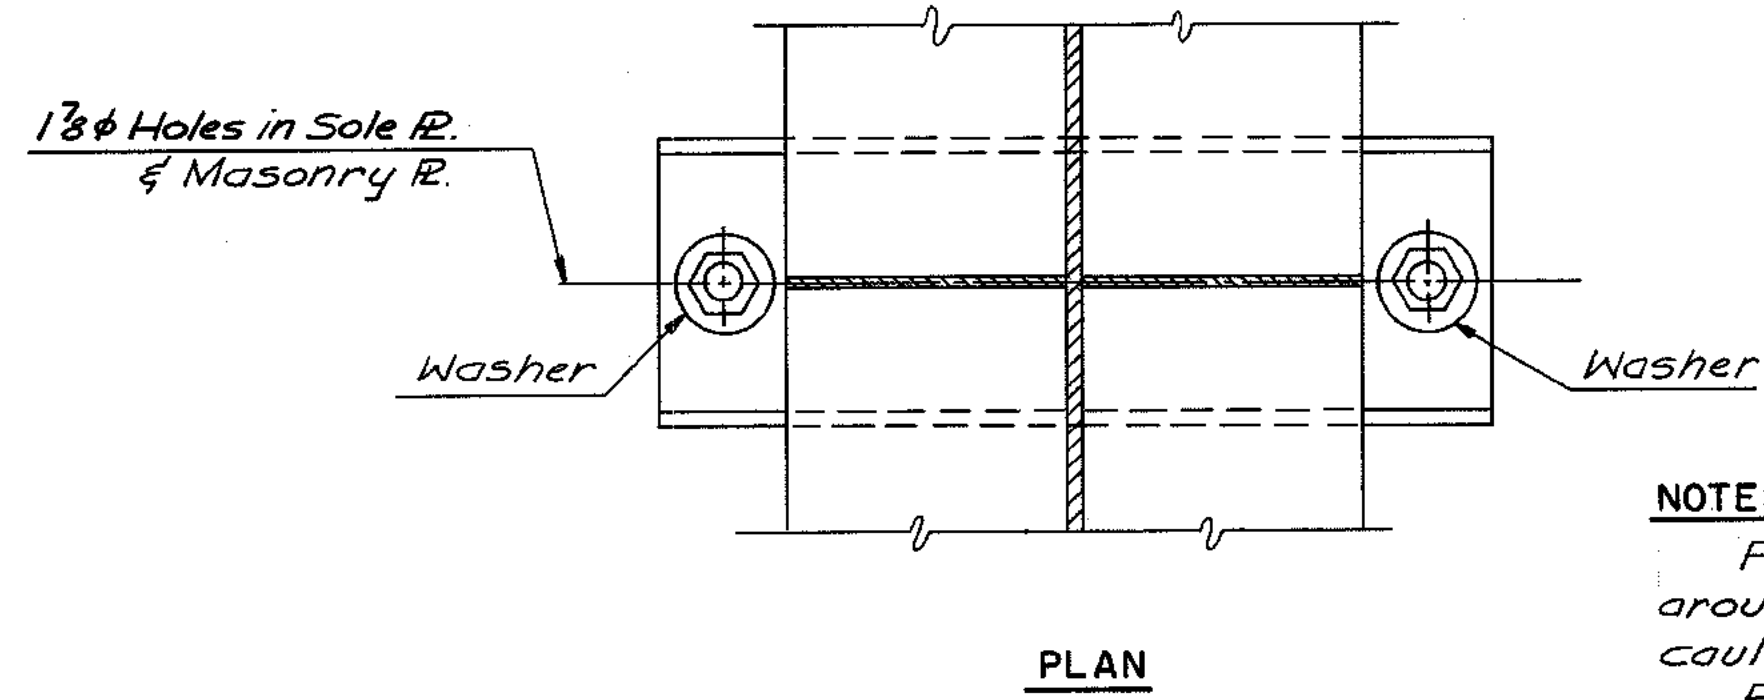 1⅞ϕ Holes in Sole ℙL.
& Masonry ℙL.
Washer
Washer
NOTE
PLAN